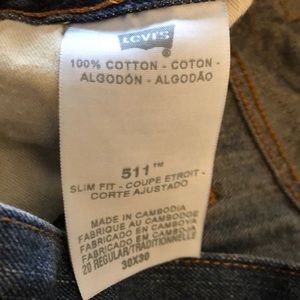 LEVI'S
®
100% COTTON - COTON -
ALGODÓN - ALGODÃO
511™
SLIM FIT - COUPE ETROIT -
CORTE AJUSTADO
MADE IN CAMBODIA
FABRIQUE AU CAMBODGE
FABRICADO EN CAMBOYA
FABRICADO EM CAMBOJA
20 REGULAR/TRADITIONNELLE
30X30